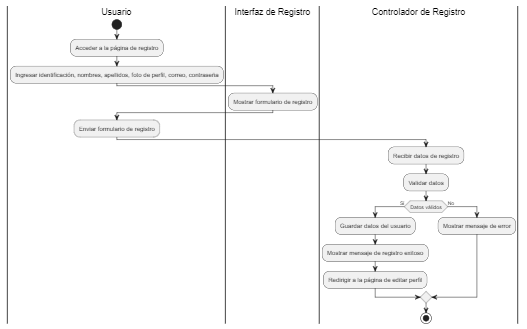 Usuario
Interfaz de Registro
Controlador de Registro
Acceder a la página de registro
Ingresar identificación, nombres, apellidos, foto de perfil, correo, contraseña
Mostrar formulario de registro
Enviar formulario de registro
Recibir datos de registro
Validar datos
Si
Datos válidos
No
Guardar datos del usuario
Mostrar mensaje de error
Mostrar mensaje de registro exitoso
Redirigir a la página de editar perfil